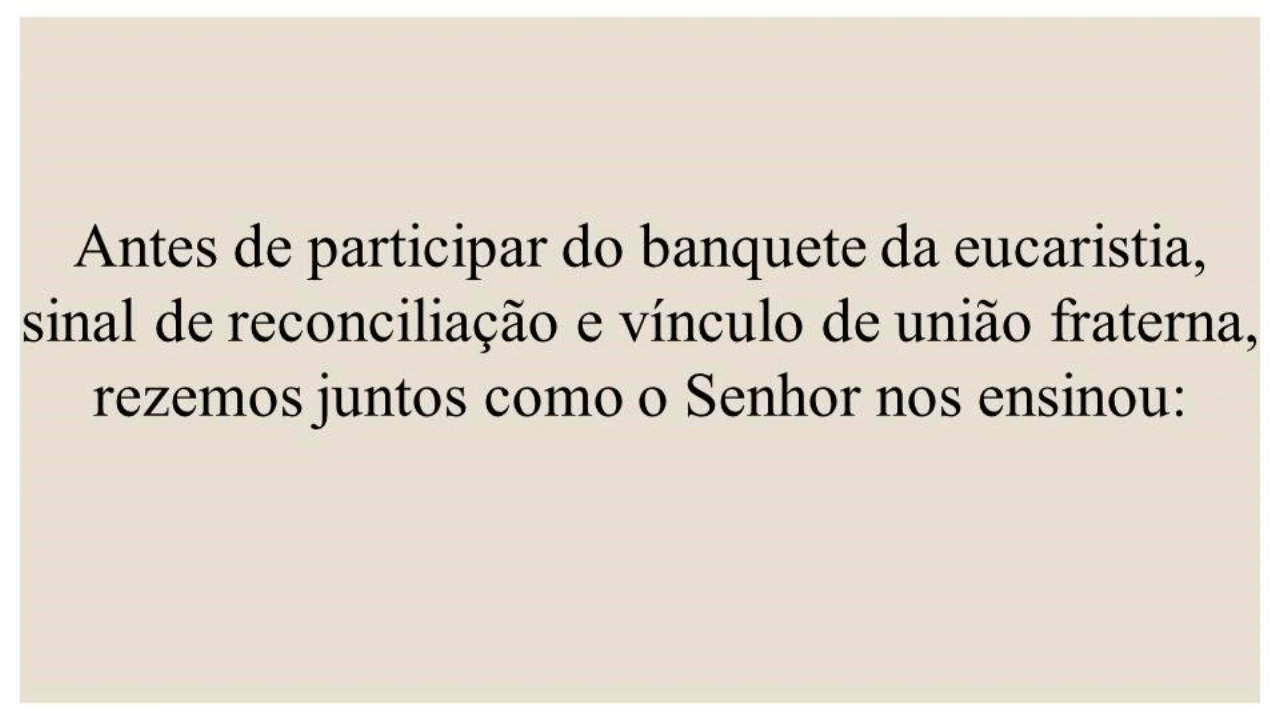 Antes de participar do banquete da eucaristia,
sinal de reconciliação e vínculo de união fraterna,
rezemos juntos como o Senhor nos ensinou: